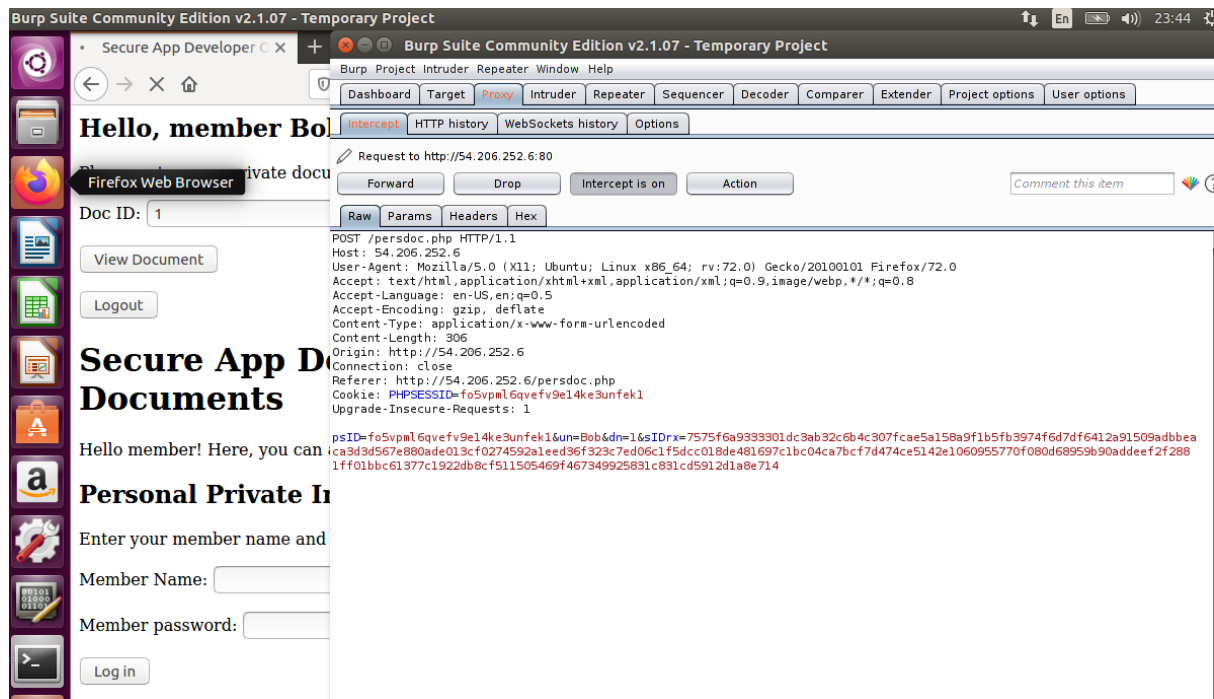 Burp Suite Community Edition v2.1.07 - Temporary Project
En
23:44
Secure App Developer C
Burp Suite Community Edition v2.1.07 - Temporary Project
Burp Project Intruder Repeater Window Help
Dashboard Target Proxy Intruder Repeater Sequencer Decoder Comparer Extender Project options User options
Intercept HTTP history WebSockets history Options
Request to http://54.206.252.6:80
Forward Drop Intercept is on Action Comment this item
Raw Params Headers Hex
POST /persdoc.php HTTP/1.1
Host: 54.206.252.6
User-Agent: Mozilla/5.0 (X11; Ubuntu; Linux x86_64; rv:72.0) Gecko/20100101 Firefox/72.0
Accept: text/html,application/xhtml+xml,application/xml;q=0.9,image/webp,*/*;q=0.8
Accept-Language: en-US,en;q=0.5
Accept-Encoding: gzip, deflate
Content-Type: application/x-www-form-urlencoded
Content-Length: 306
Origin: http://54.206.252.6
Connection: close
Referer: http://54.206.252.6/persdoc.php
Cookie: PHPSESSID=fo5vpml6qvefv9e14ke3unfek1
Upgrade-Insecure-Requests: 1
psID=fo5vpml6qvefv9e14ke3unfek1&un=Bob&dn=1&sIDrx=7575f6a9333301dc3ab32c6b4c307fcae5a158a9f1b5fb3974f6d7df6412a91509adbbea
ca3d3d567e880ade013cf0274592a1eed36f323c7ed06c1f5dcc018de481697c1bc04ca7bcf7d474ce5142e1060955770f080d68959b90addeef2f288
1ff01bbc61377c1922db8cf511505469f467349925831c831cd5912d1a8e714
Hello, member Bo
ivate docu
Firefox Web Browser
Doc ID: 1
View Document
Logout
Secure App D
Documents
Hello member! Here, you can
Personal Private I
Enter your member name and
Member Name:
Member password:
Log in